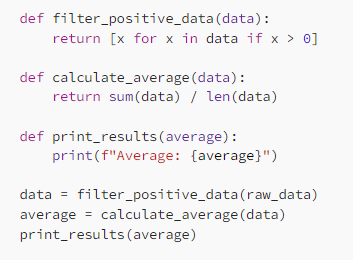 def filter_positive_data(data):
    return [x for x in data if x > 0]

def calculate_average(data):
    return sum(data) / len(data)

def print_results(average):
    print(f"Average: {average}")

data = filter_positive_data(raw_data)
average = calculate_average(data)
print_results(average)